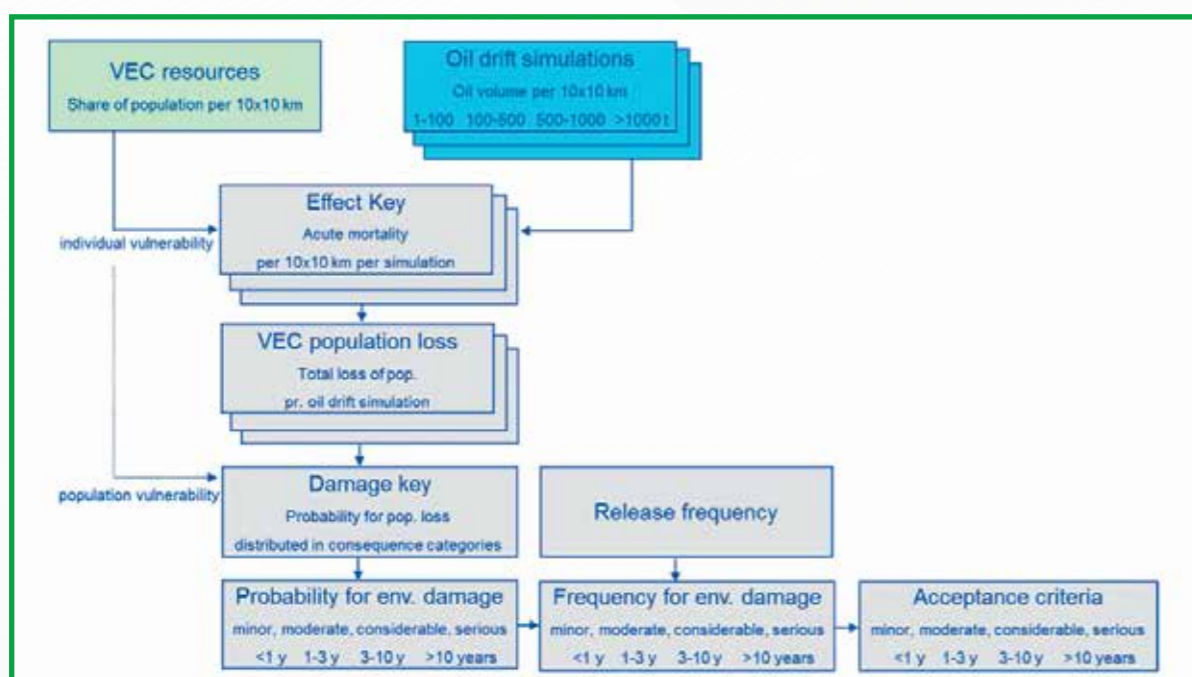 VEC resources
Share of population per 10x10 km
Oil drift simulations
Oil volume per 10x10 km
1-100 100-500 500-1000 >1000 t
Effect Key
Acute mortality
per 10x10 km per simulation
individual vulnerability
VEC population loss
Total loss of pop.
pr. oil drift simulation
Damage key
Probability for pop. loss
distributed in consequence categories
population vulnerability
Release frequency
Probability for env. damage
minor, moderate, considerable, serious
<1 y 1-3 y 3-10 y >10 years
Frequency for env. damage
minor, moderate, considerable, serious
<1 y 1-3 y 3-10 y >10 years
Acceptance criteria
minor, moderate, considerable, serious
<1 y 1-3 y 3-10 y >10 years